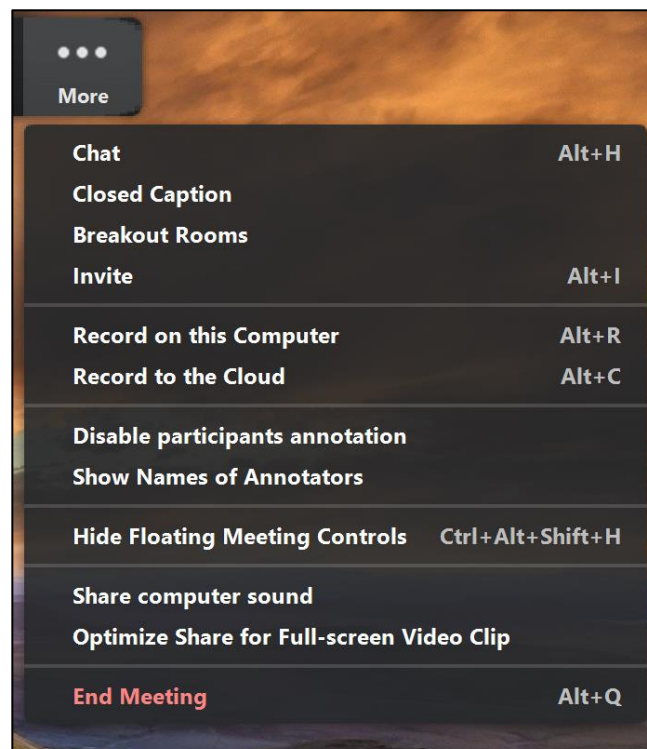 More
Chat Alt+H
Closed Caption
Breakout Rooms
Invite Alt+I
Record on this Computer Alt+R
Record to the Cloud Alt+C
Disable participants annotation
Show Names of Annotators
Hide Floating Meeting Controls Ctrl+Alt+Shift+H
Share computer sound
Optimize Share for Full-screen Video Clip
End Meeting Alt+Q